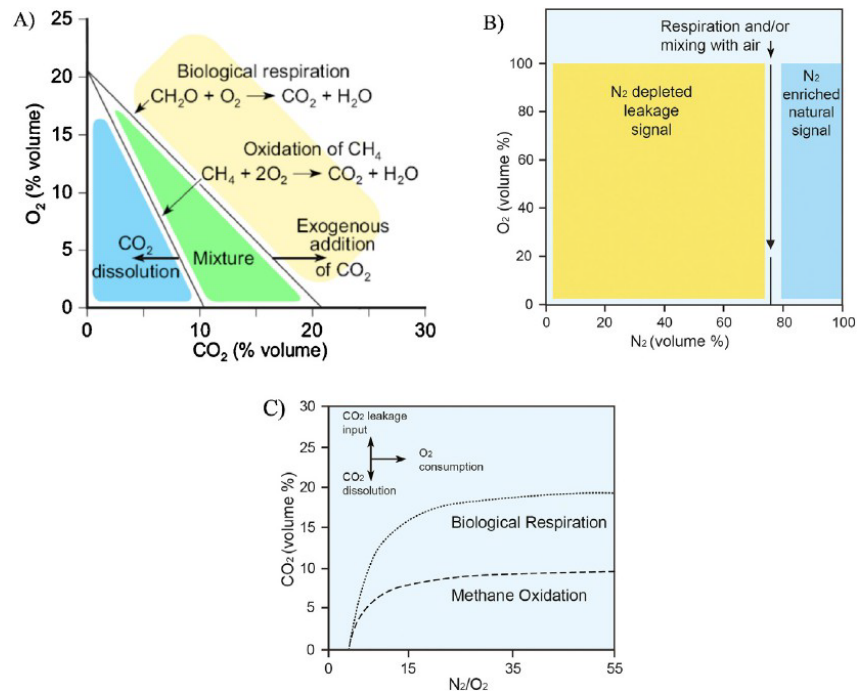 A)
O₂ (% volume)
25
20
15
10
5
0
Biological respiration
CH₂O + O₂ → CO₂ + H₂O
Oxidation of CH₄
CH₄ + 2O₂ → CO₂ + H₂O
Exogenous
addition
of CO₂
CO₂
dissolution
Mixture
0 10 20 30
CO₂ (% volume)
B)
Respiration and/or
mixing with air
O₂ (volume %)
100
80
60
40
20
0
N₂ depleted
leakage
signal
N₂
enriched
natural
signal
0 20 40 60 80 100
N₂ (volume %)
C)
CO₂ (volume %)
30
25
20
15
10
5
0
CO₂ leakage
input
O₂
consumption
CO₂
dissolution
Biological Respiration
Methane Oxidation
0 15 35 55
N₂/O₂